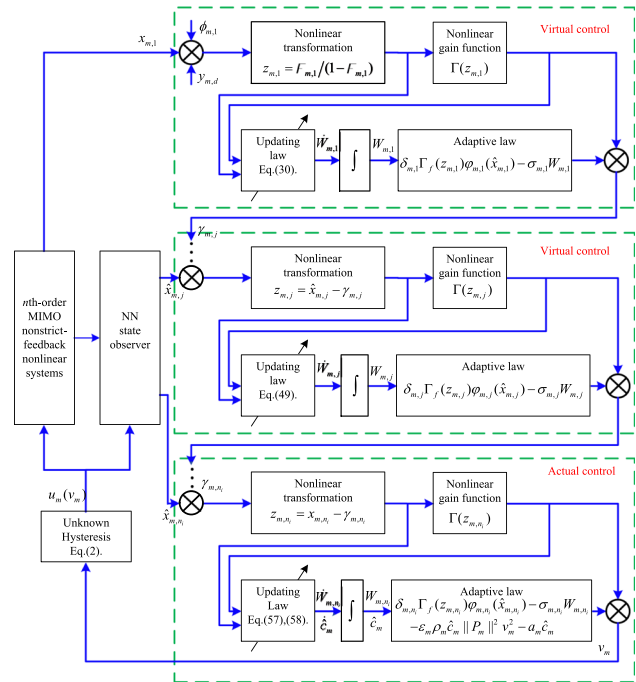 ϕ_{m,1}
Virtual control
x_{m,1}
y_{m,d}
Nonlinear
transformation
z_{m,1} = F_{m,1}/(1−F_{m,1})
Nonlinear
gain function
Γ(z_{m,1})
Updating
law
Eq.(30).
Ẇ_{m,1}
∫
W_{m,1}
Adaptive law
δ_{m,1}Γ_f(z_{m,1})φ_{m,1}(x̂_{m,1})−σ_{m,1}W_{m,1}
γ_{m,j}
Virtual control
x̂_{m,j}
Nonlinear
transformation
z_{m,j} = x̂_{m,j} − γ_{m,j}
Nonlinear
gain function
Γ(z_{m,j})
nth-order
MIMO
nonstrict-
feedback
nonlinear
systems
NN
state
observer
Updating
law
Eq.(49).
Ẇ_{m,j}
∫
W_{m,j}
Adaptive law
δ_{m,j}Γ_f(z_{m,j})φ_{m,j}(x̂_{m,j})−σ_{m,j}W_{m,j}
Actual control
γ_{m,n_i}
x̂_{m,n_i}
Nonlinear
transformation
z_{m,n_i} = x_{m,n_i} − γ_{m,n_i}
Nonlinear
gain function
Γ(z_{m,n_i})
u_m(v_m)
Unknown
Hysteresis
Eq.(2).
Updating
Law
Eq.(57),(58).
Ẇ_{m,n_i}
ĉ̇_m
∫
W_{m,n_i}
ĉ_m
Adaptive law
δ_{m,n_i}Γ_f(z_{m,n_i})φ_{m,n_i}(x̂_{m,n_i})−σ_{m,n_i}W_{m,n_i}
−ε_mρ_mĉ_m || P_m ||² v_m² − a_mĉ_m
v_m